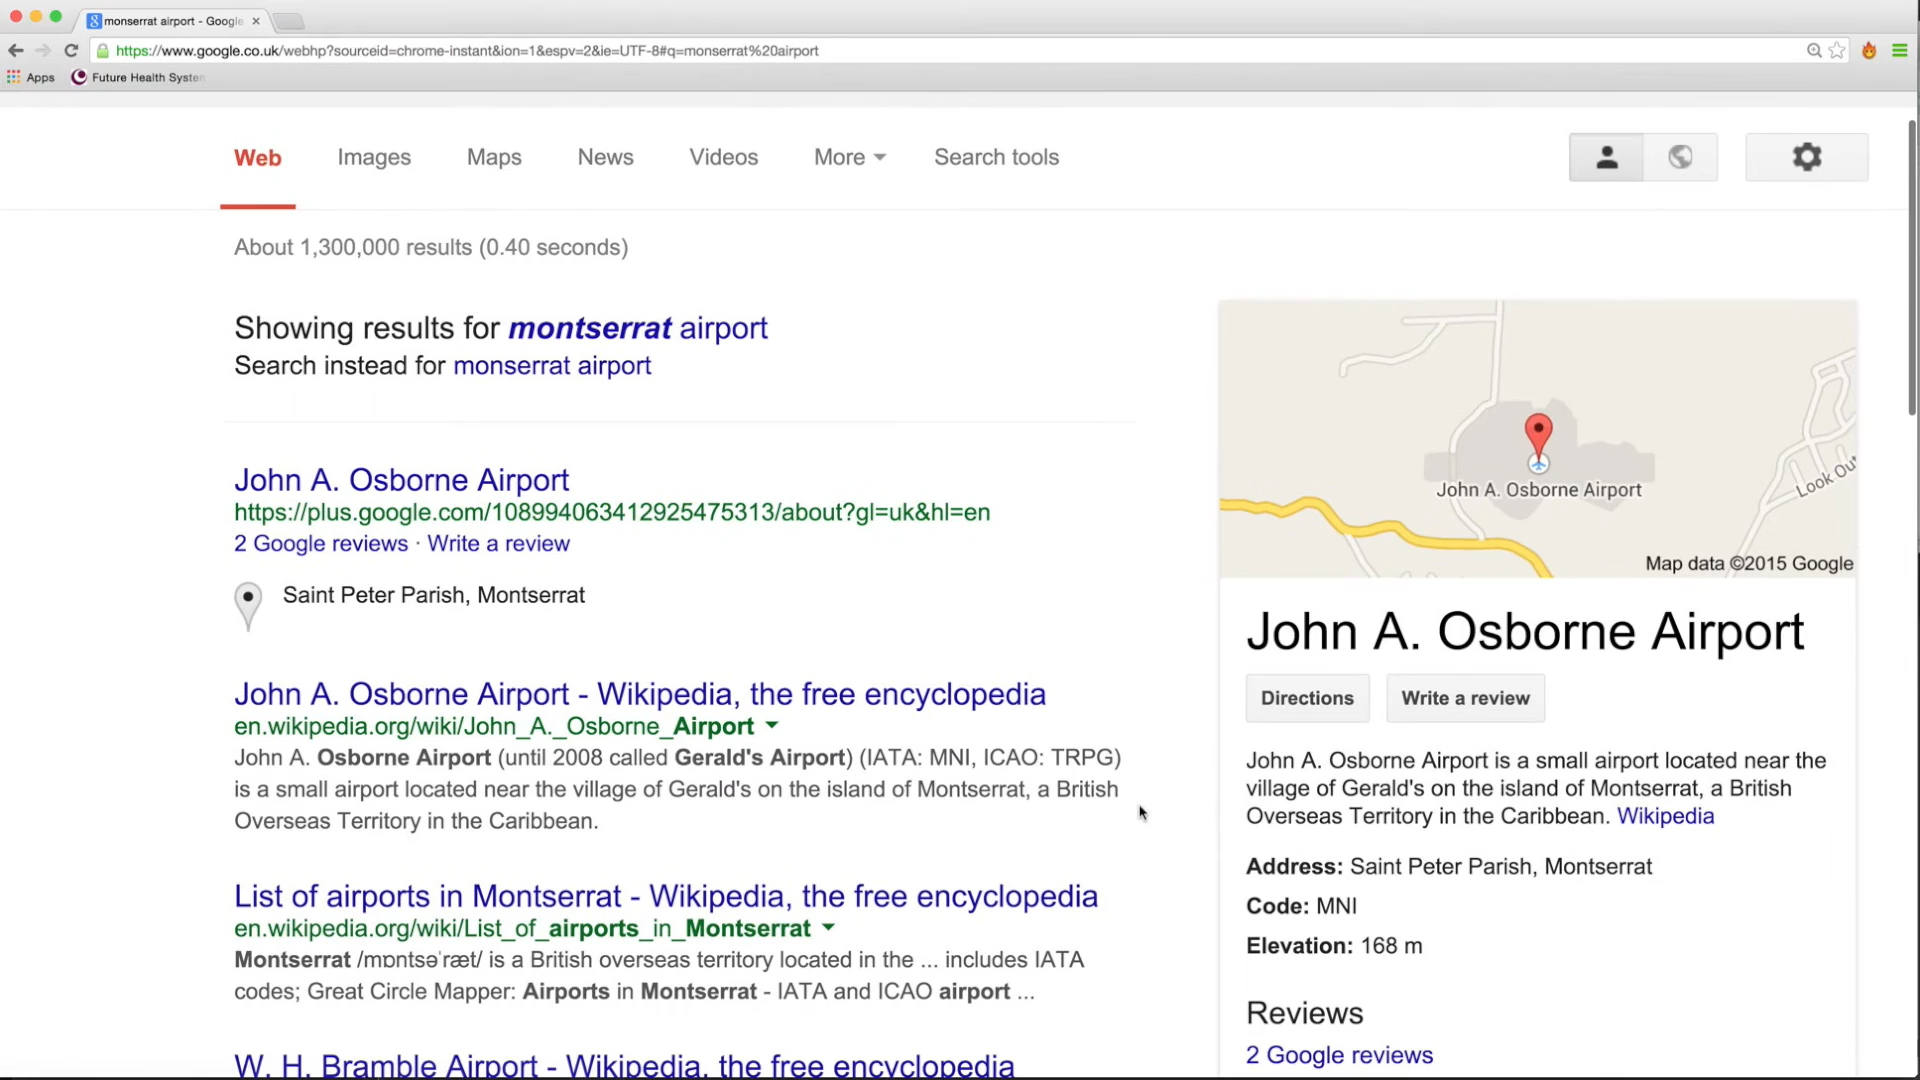 monserrat airport - Google
https://www.google.co.uk/webhp?sourceid=chrome-instant&ion=1&espv=2&ie=UTF-8#q=monserrat%20airport
Apps Future Health System
Web Images Maps News Videos More Search tools
About 1,300,000 results (0.40 seconds)
Showing results for montserrat airport
Search instead for monserrat airport
John A. Osborne Airport
https://plus.google.com/108994063412925475313/about?gl=uk&hl=en
2 Google reviews · Write a review
Saint Peter Parish, Montserrat
John A. Osborne Airport - Wikipedia, the free encyclopedia
en.wikipedia.org/wiki/John_A._Osborne_Airport
John A. Osborne Airport (until 2008 called Gerald's Airport) (IATA: MNI, ICAO: TRPG)
is a small airport located near the village of Gerald's on the island of Montserrat, a British
Overseas Territory in the Caribbean.
List of airports in Montserrat - Wikipedia, the free encyclopedia
en.wikipedia.org/wiki/List_of_airports_in_Montserrat
Montserrat /mɒntsəˈræt/ is a British overseas territory located in the ... includes IATA
codes; Great Circle Mapper: Airports in Montserrat - IATA and ICAO airport ...
W. H. Bramble Airport - Wikipedia, the free encyclopedia
John A. Osborne Airport
Look Out
Map data ©2015 Google
John A. Osborne Airport
Directions Write a review
John A. Osborne Airport is a small airport located near the
village of Gerald's on the island of Montserrat, a British
Overseas Territory in the Caribbean. Wikipedia
Address: Saint Peter Parish, Montserrat
Code: MNI
Elevation: 168 m
Reviews
2 Google reviews